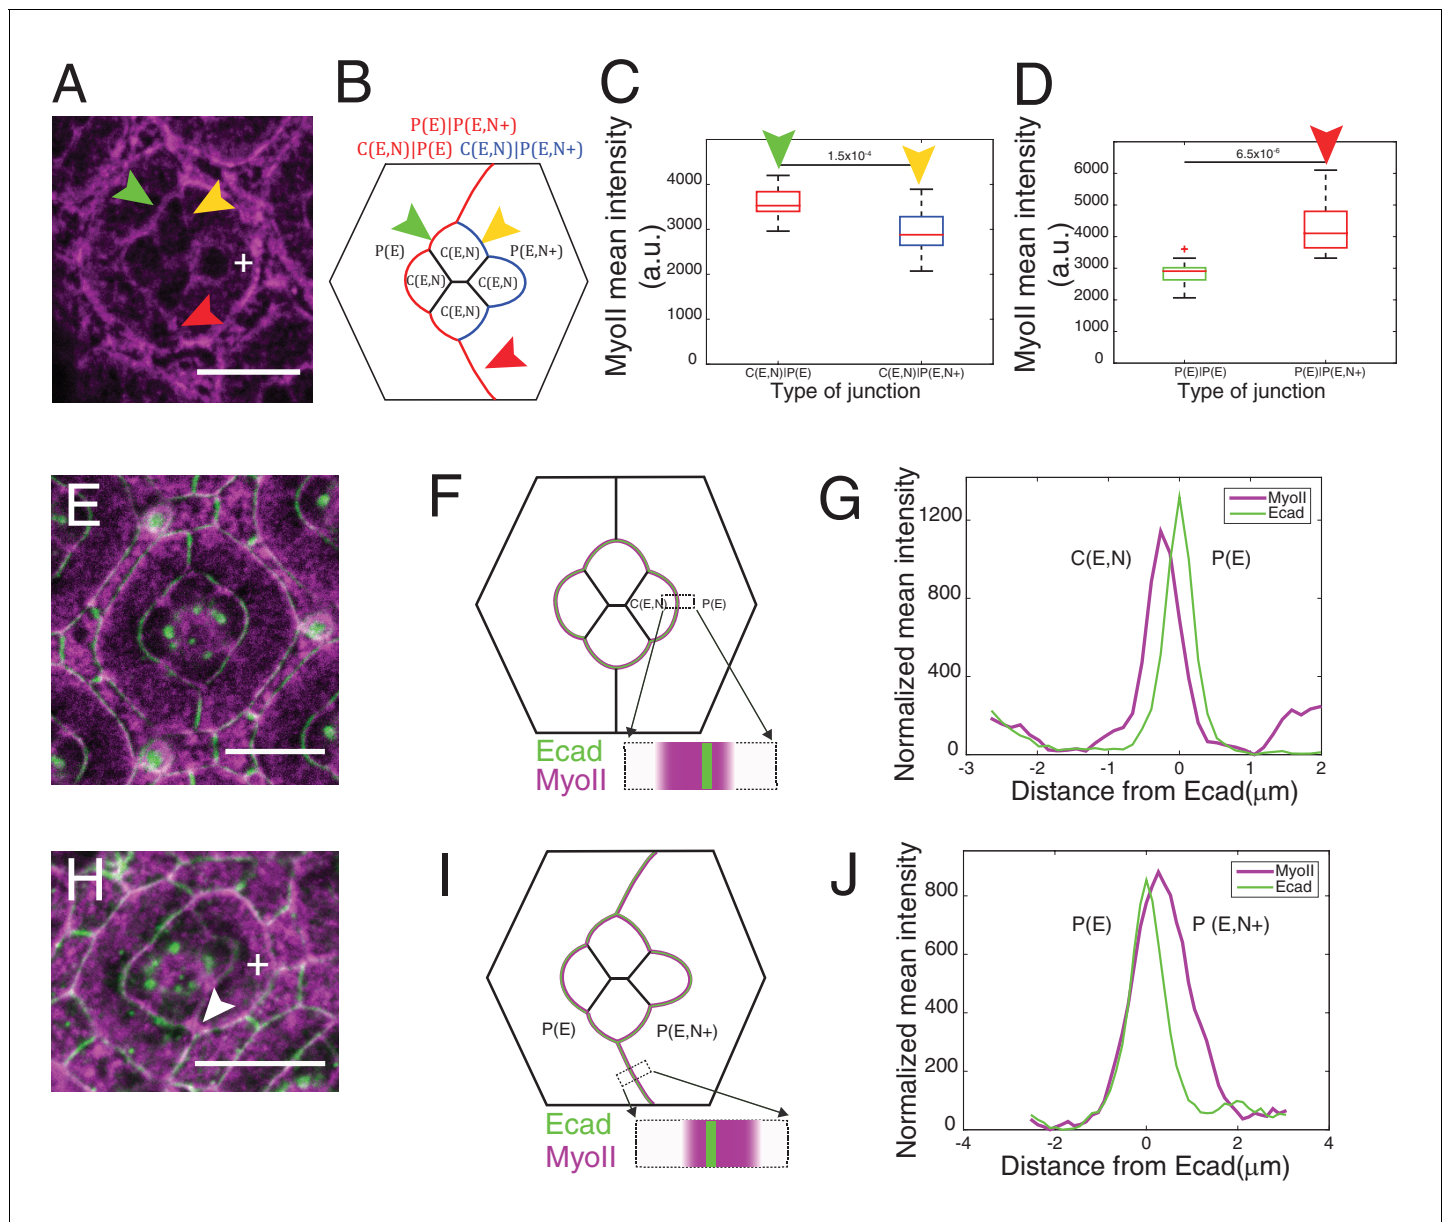 A
B
P(E)|P(E,N+)
C(E,N)|P(E) C(E,N)|P(E,N+)
P(E)
C(E,N)
P(E,N+)
C(E,N)
C(E,N)
C(E,N)
C
MyoII mean intensity
(a.u.)
4000
3000
2000
1000
0
1.5x10-4
C(E,N)|P(E)
C(E,N)|P(E,N+)
Type of junction
D
MyoII mean intensity
(a.u.)
6000
5000
4000
3000
2000
1000
0
6.5x10-6
P(E)|P(E)
P(E)|P(E,N+)
Type of junction
E
F
C(E,N)
P(E)
Ecad
MyoII
G
Normalized mean intensity
1200
800
400
0
C(E,N)
P(E)
MyoII
Ecad
-3
-2
-1
0
1
2
Distance from Ecad(μm)
H
I
P(E)
P(E,N+)
Ecad
MyoII
J
Normalized mean intensity
800
600
400
200
0
P(E)
P (E,N+)
MyoII
Ecad
-4
-2
0
2
4
Distance from Ecad(μm)